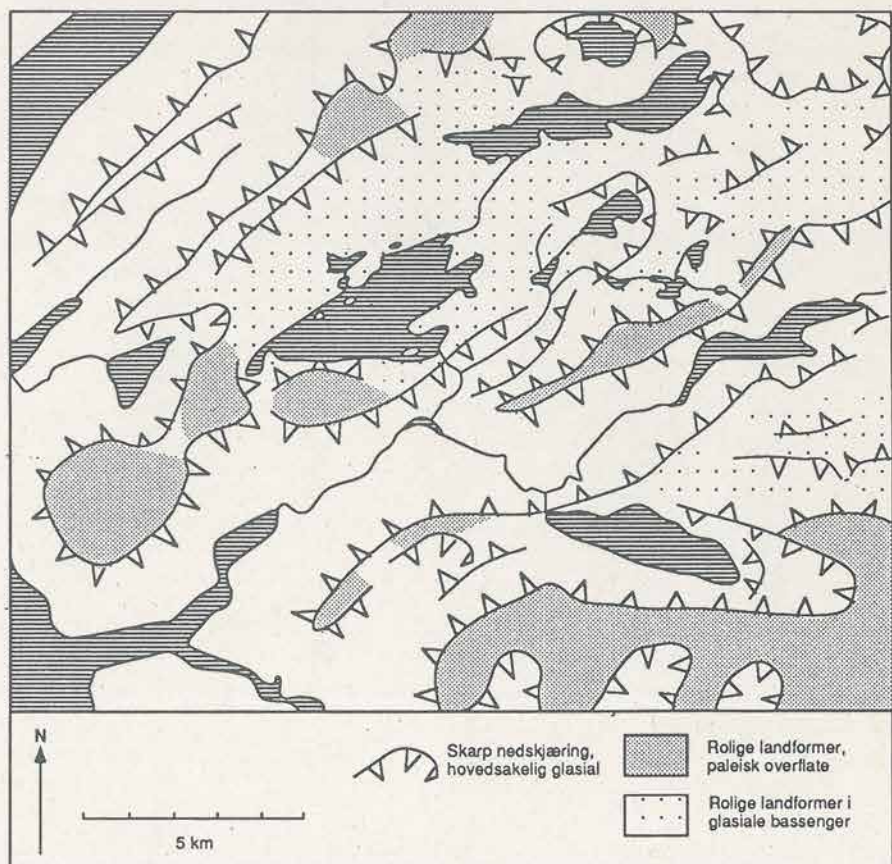 N
5 km
Skarp nedskjæring,
hovedsakelig glasial
Rolige landformer,
paleisk overflate
Rolige landformer i
glasiale bassenger